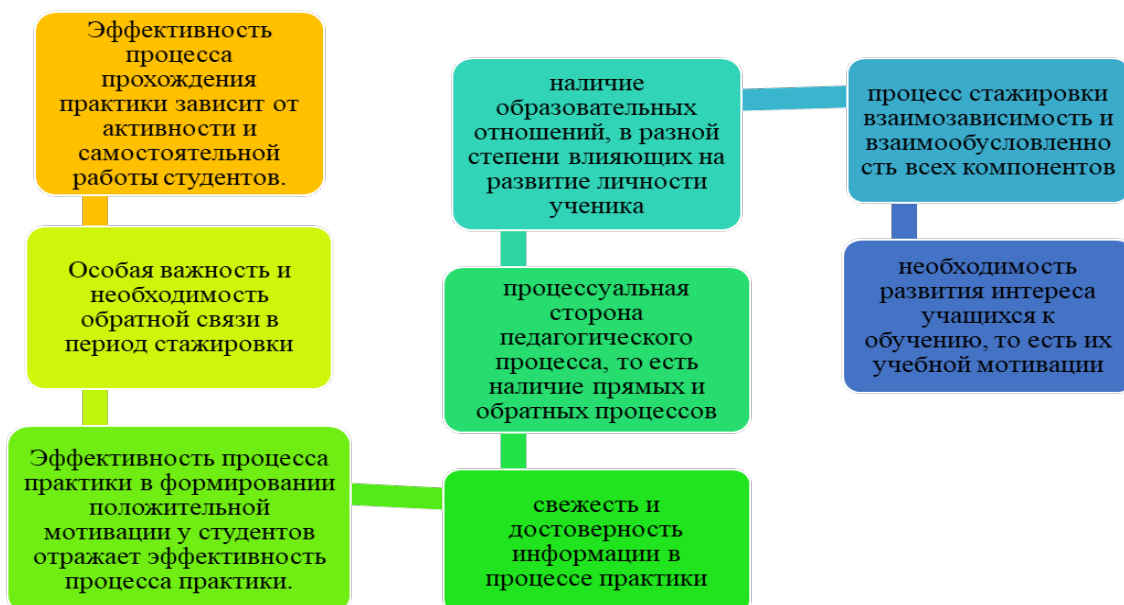 Эффективность
процесса
прохождения
практики зависит от
активности и
самостоятельной
работы студентов.
Особая важность и
необходимость
обратной связи в
период стажировки
Эффективность процесса
практики в формировании
положительной
мотивации у студентов
отражает эффективность
процесса практики.
свежесть и
достоверность
информации в
процессе практики
процессуальная
сторона
педагогического
процесса, то есть
наличие прямых и
обратных процессов
наличие
образовательных
отношений, в разной
степени влияющих на
развитие личности
ученика
процесс стажировки
взаимозависимость и
взаимообусловленно
сть всех компонентов
необходимость
развития интереса
учащихся к
обучению, то есть их
учебной мотивации